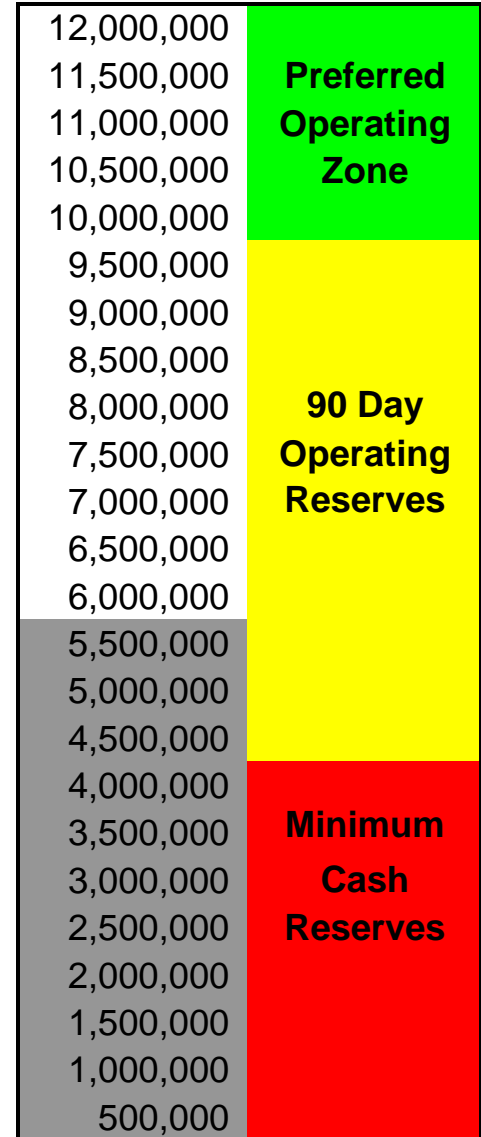 12,000,000
11,500,000 Preferred
11,000,000 Operating
10,500,000 Zone
10,000,000
9,500,000
9,000,000
8,500,000
8,000,000 90 Day
7,500,000 Operating
7,000,000 Reserves
6,500,000
6,000,000
5,500,000
5,000,000
4,500,000
4,000,000
3,500,000 Minimum
3,000,000 Cash
2,500,000 Reserves
2,000,000
1,500,000
1,000,000
500,000